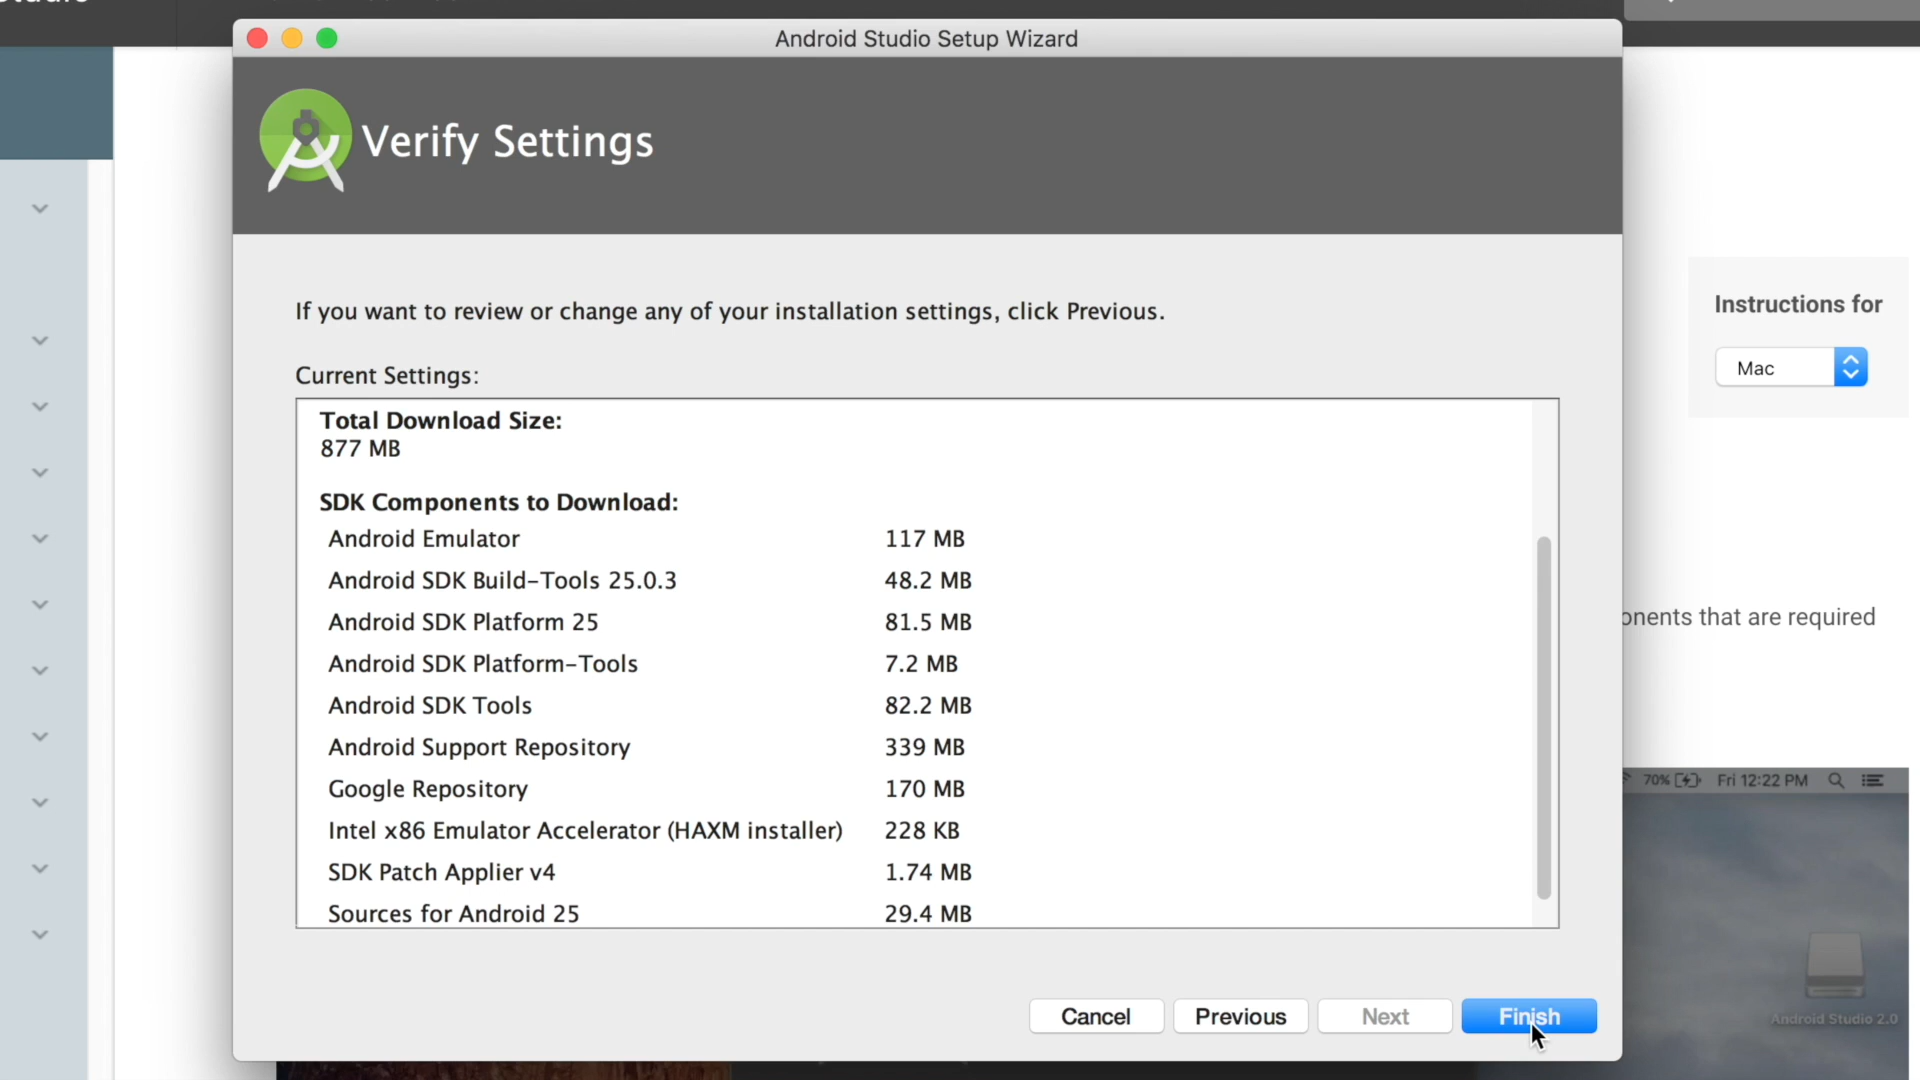 Android Studio Setup Wizard
Verify Settings
If you want to review or change any of your installation settings, click Previous.
Current Settings:
Total Download Size:
877 MB
SDK Components to Download:
Android Emulator 117 MB
Android SDK Build-Tools 25.0.3 48.2 MB
Android SDK Platform 25 81.5 MB
Android SDK Platform-Tools 7.2 MB
Android SDK Tools 82.2 MB
Android Support Repository 339 MB
Google Repository 170 MB
Intel x86 Emulator Accelerator (HAXM installer) 228 KB
SDK Patch Applier v4 1.74 MB
Sources for Android 25 29.4 MB
Cancel Previous Next Finish
Instructions for
Mac
onents that are required
70% Fri 12:22 PM
Android Studio 2.0